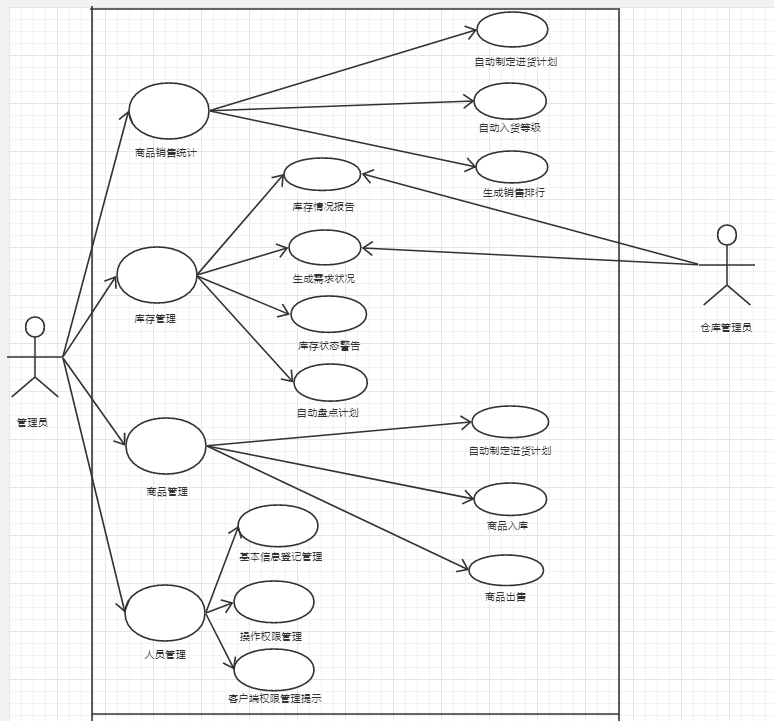 自动制定进货计划
自动入货等级
商品销售统计
生成销售排行
库存情况报告
生成需求状况
库存管理
仓库管理员
库存状态警告
自动盘点计划
管理员
自动制定进货计划
商品管理
商品入库
基本信息登记管理
商品出售
操作权限管理
人员管理
客户端权限管理提示